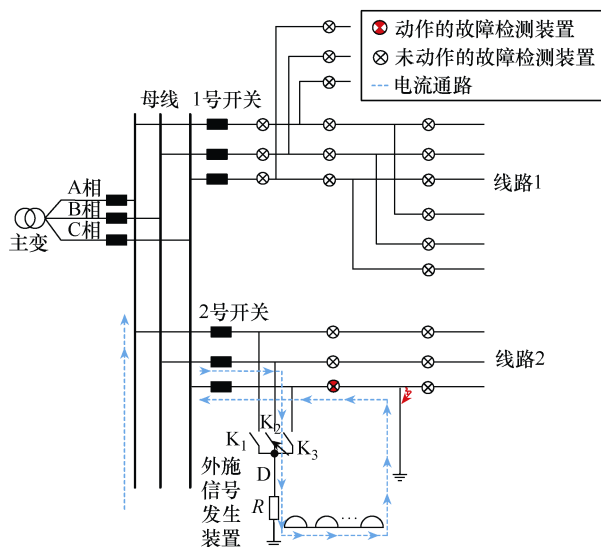 动作的故障检测装置
未动作的故障检测装置
电流通路
母线
1号开关
A相
B相
C相
主变
线路1
2号开关
线路2
K₁
K₂
K₃
外施
信号
发生
装置
D
R
···